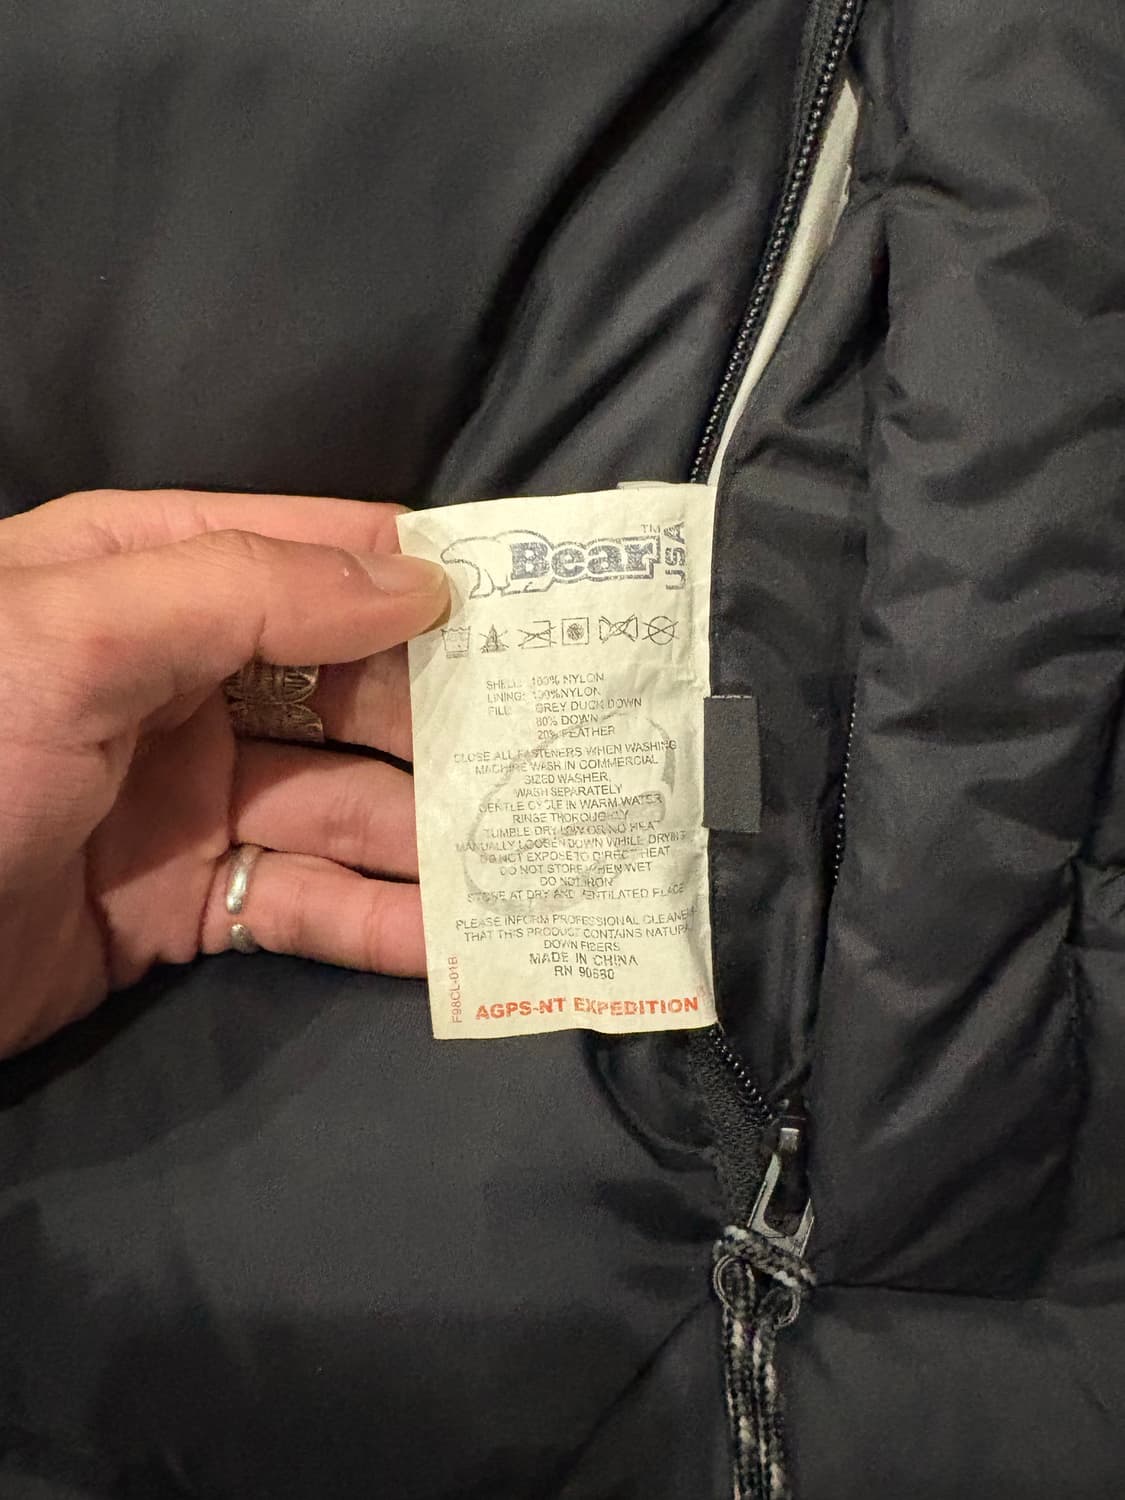 Bear™ USA
SHELL: 100% NYLON
LINING: 100%NYLON
FILL: GREY DUCK DOWN
80% DOWN
20% FEATHER
CLOSE ALL FASTENERS WHEN WASHING
MACHINE WASH IN COMMERCIAL
SIZED WASHER,
WASH SEPARATELY
GENTLE CYCLE IN WARM WATER
RINSE THOROUGHLY
TUMBLE DRY LOW OR NO HEAT
MANUALLY LOOSEN DOWN WHILE DRYING
DO NOT EXPOSE TO DIRECT HEAT
DO NOT STORE WHEN WET
DO NOT IRON
STORE AT DRY AND VENTILATED PLACE
PLEASE INFORM PROFESSIONAL CLEANER
THAT THIS PRODUCT CONTAINS NATURAL
DOWN FIBERS
MADE IN CHINA
RN 90680
F98CL-01B
AGPS-NT EXPEDITION